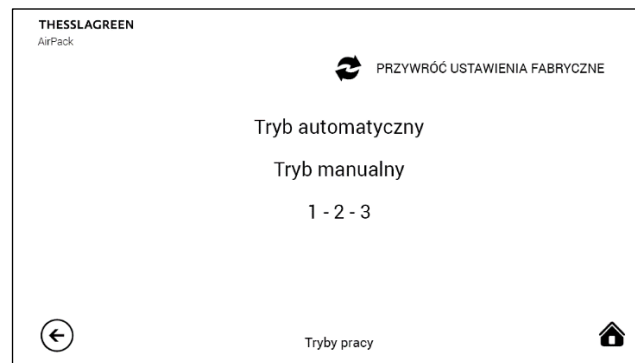 THESSLAGREEN
AirPack
PRZYWRÓĆ USTAWIENIA FABRYCZNE
Tryb automatyczny
Tryb manualny
1 - 2 - 3
Tryby pracy